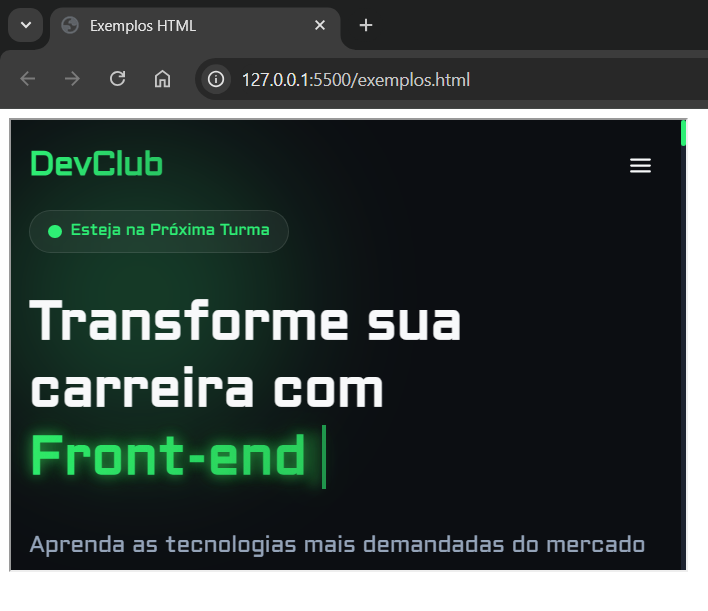 Exemplos HTML
127.0.0.1:5500/exemplos.html
DevClub
Esteja na Próxima Turma
Transforme sua
carreira com
Front-end
Aprenda as tecnologias mais demandadas do mercado